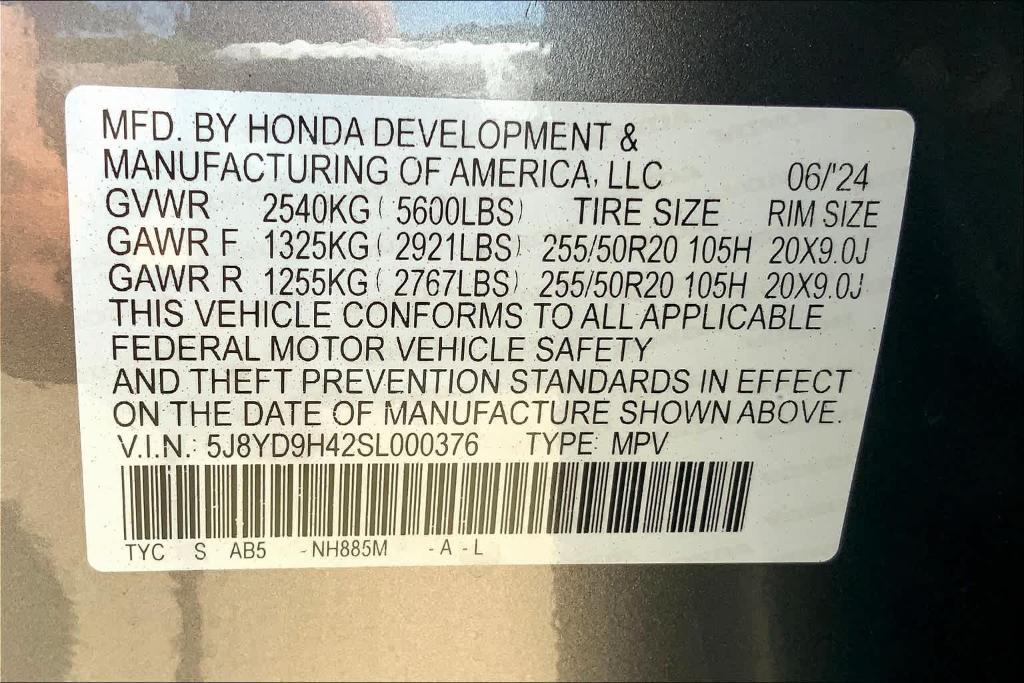 MFD. BY HONDA DEVELOPMENT &
MANUFACTURING OF AMERICA, LLC 06/'24
GVWR 2540KG ( 5600LBS) TIRE SIZE RIM SIZE
GAWR F 1325KG ( 2921LBS) 255/50R20 105H 20X9.0J
GAWR R 1255KG ( 2767LBS) 255/50R20 105H 20X9.0J
THIS VEHICLE CONFORMS TO ALL APPLICABLE
FEDERAL MOTOR VEHICLE SAFETY
AND THEFT PREVENTION STANDARDS IN EFFECT
ON THE DATE OF MANUFACTURE SHOWN ABOVE.
V.I.N.: 5J8YD9H42SL000376 TYPE: MPV
TYC S AB5 -NH885M -A -L